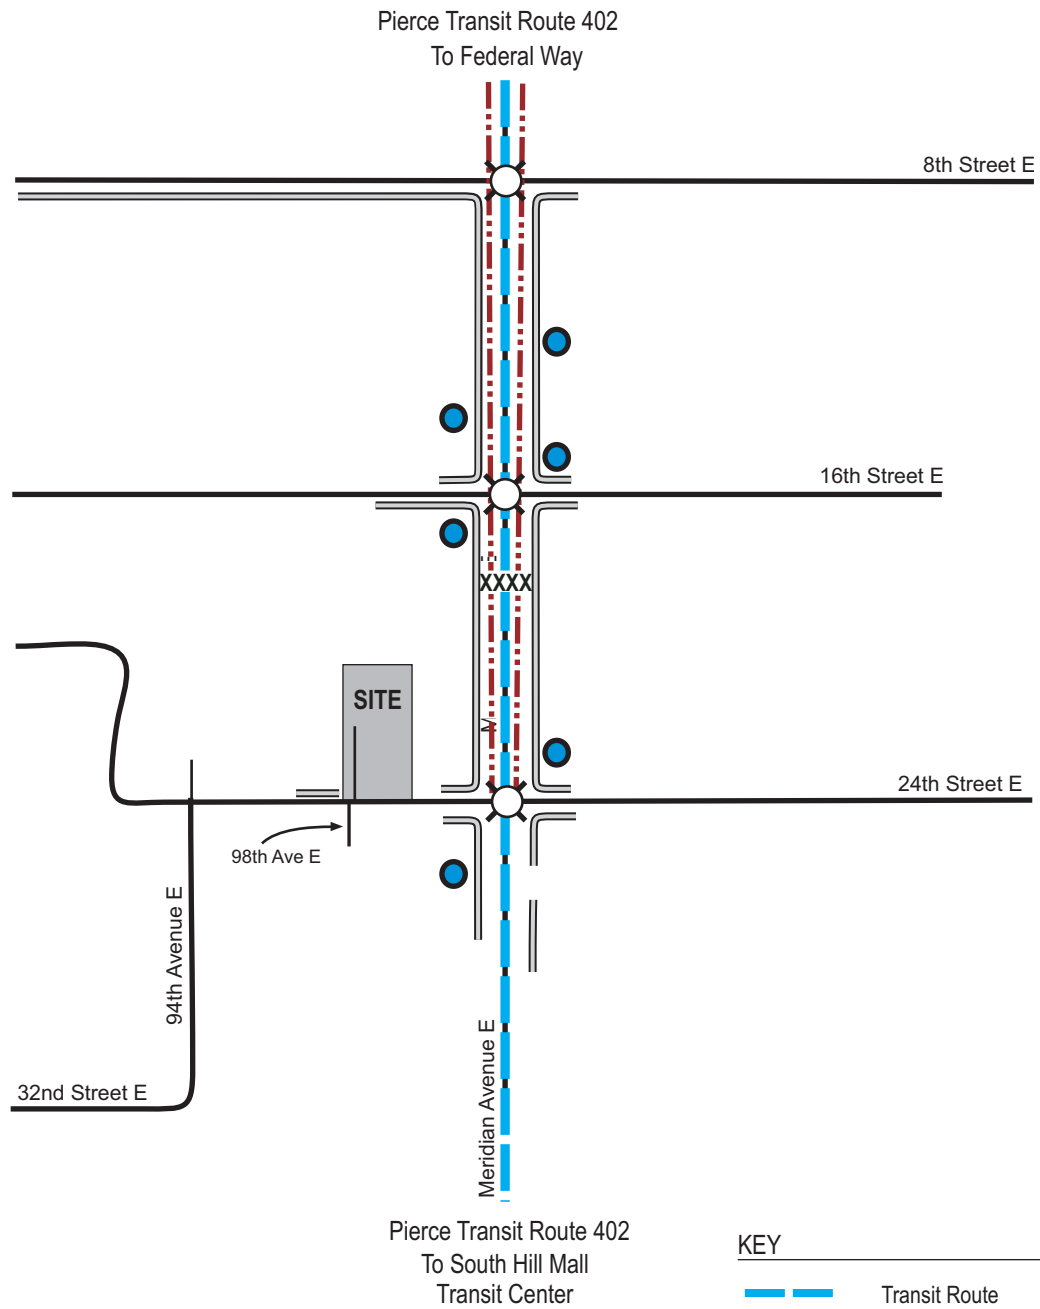 Pierce Transit Route 402
To Federal Way
8th Street E
16th Street E
XXXX
SITE
24th Street E
98th Ave E
94th Avenue E
Meridian Avenue E
32nd Street E
Pierce Transit Route 402
To South Hill Mall
Transit Center
KEY
Transit Route